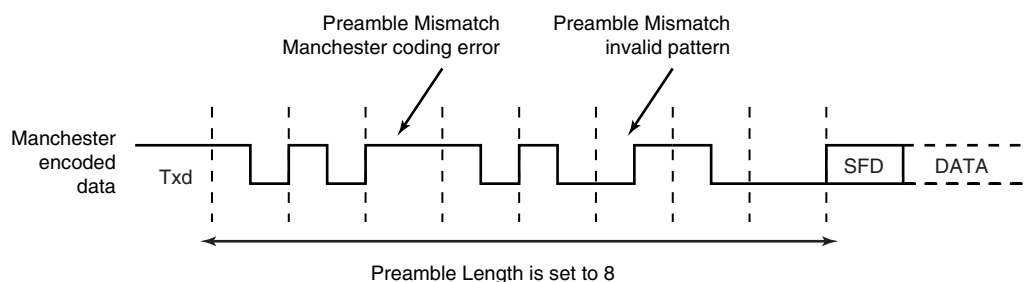 Preamble Mismatch
Manchester coding error
Preamble Mismatch
invalid pattern
Manchester
encoded
data
Txd
SFD
DATA
Preamble Length is set to 8